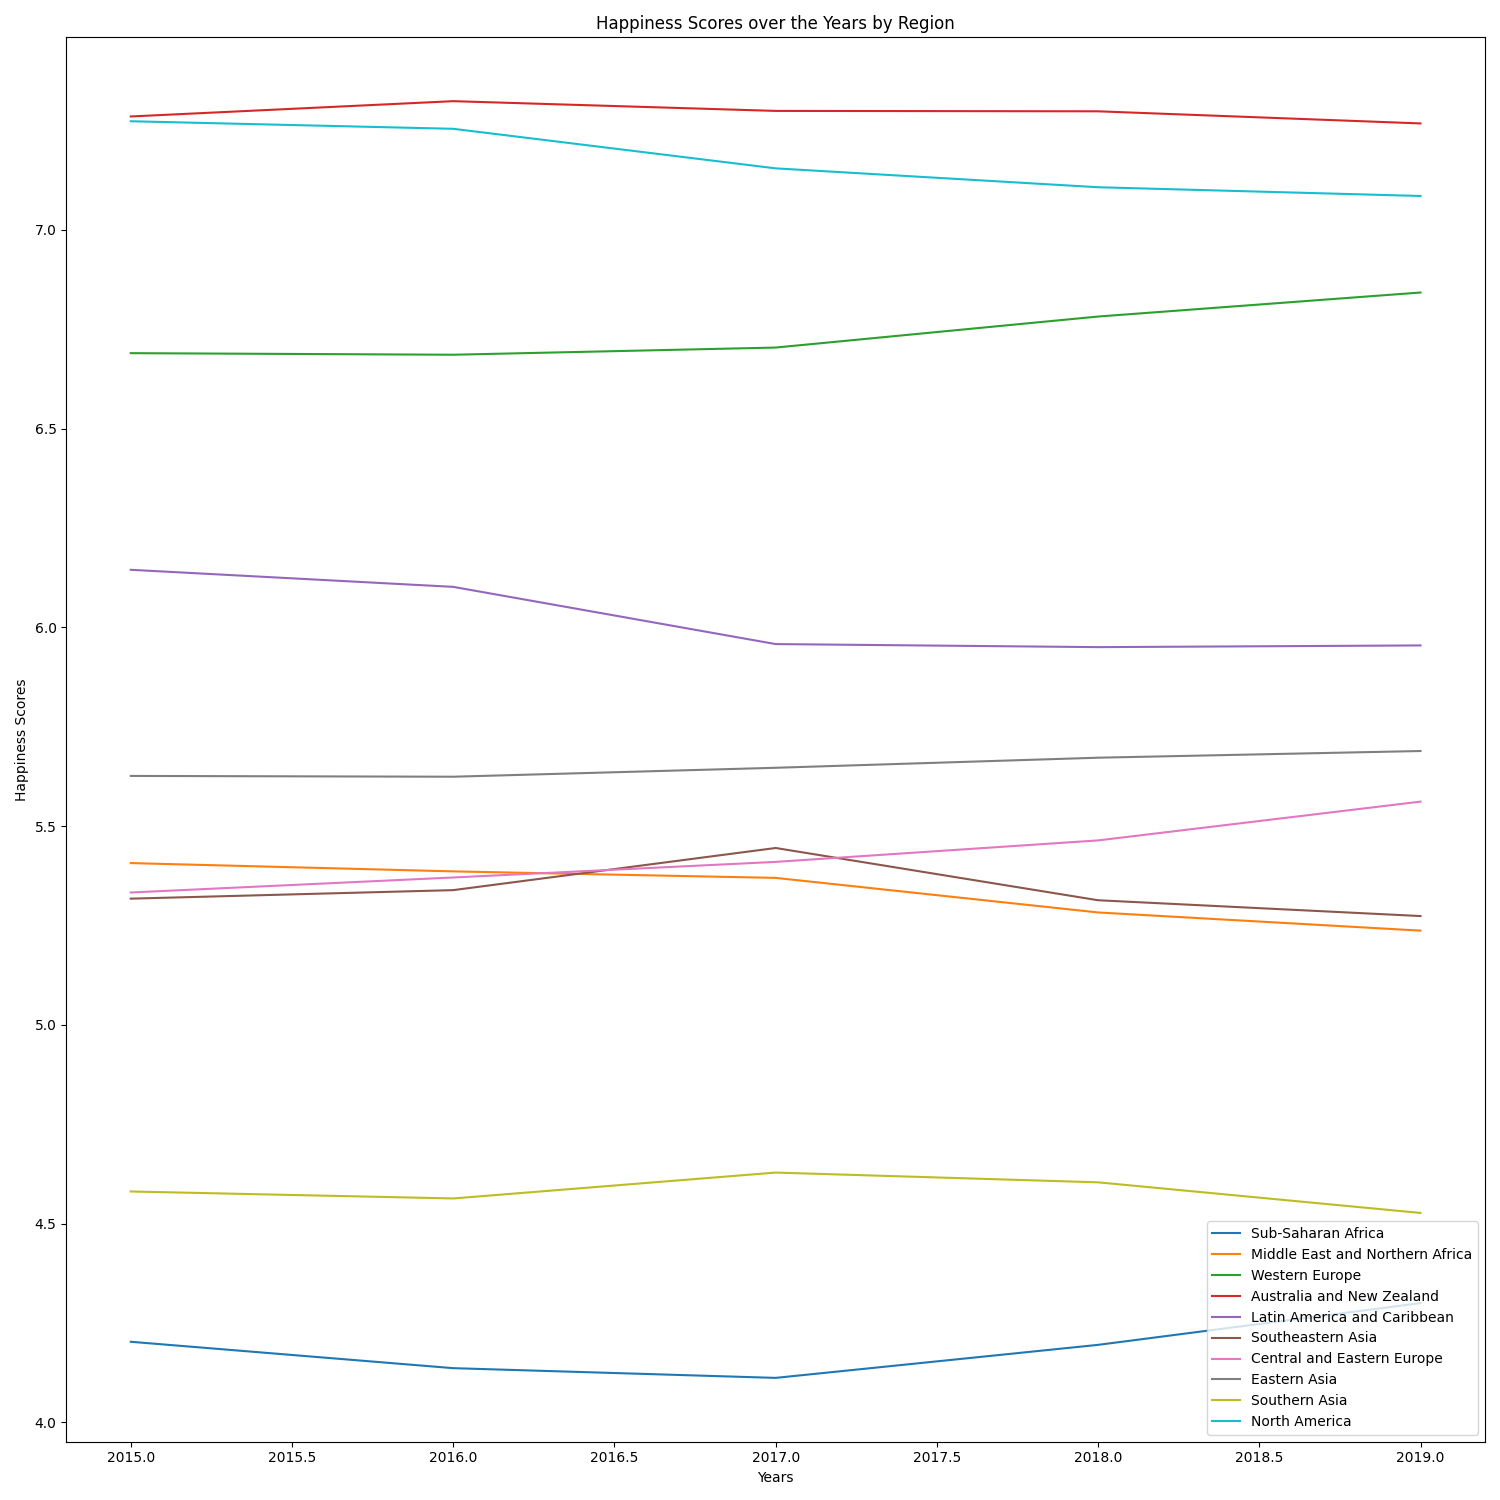 Happiness Scores over the Years by Region
Happiness Scores
7.0
6.5
6.0
5.5
5.0
4.5
4.0
Sub-Saharan Africa
Middle East and Northern Africa
Western Europe
Australia and New Zealand
Latin America and Caribbean
Southeastern Asia
Central and Eastern Europe
Eastern Asia
Southern Asia
North America
2015.0 2015.5 2016.0 2016.5 2017.0 2017.5 2018.0 2018.5 2019.0
Years